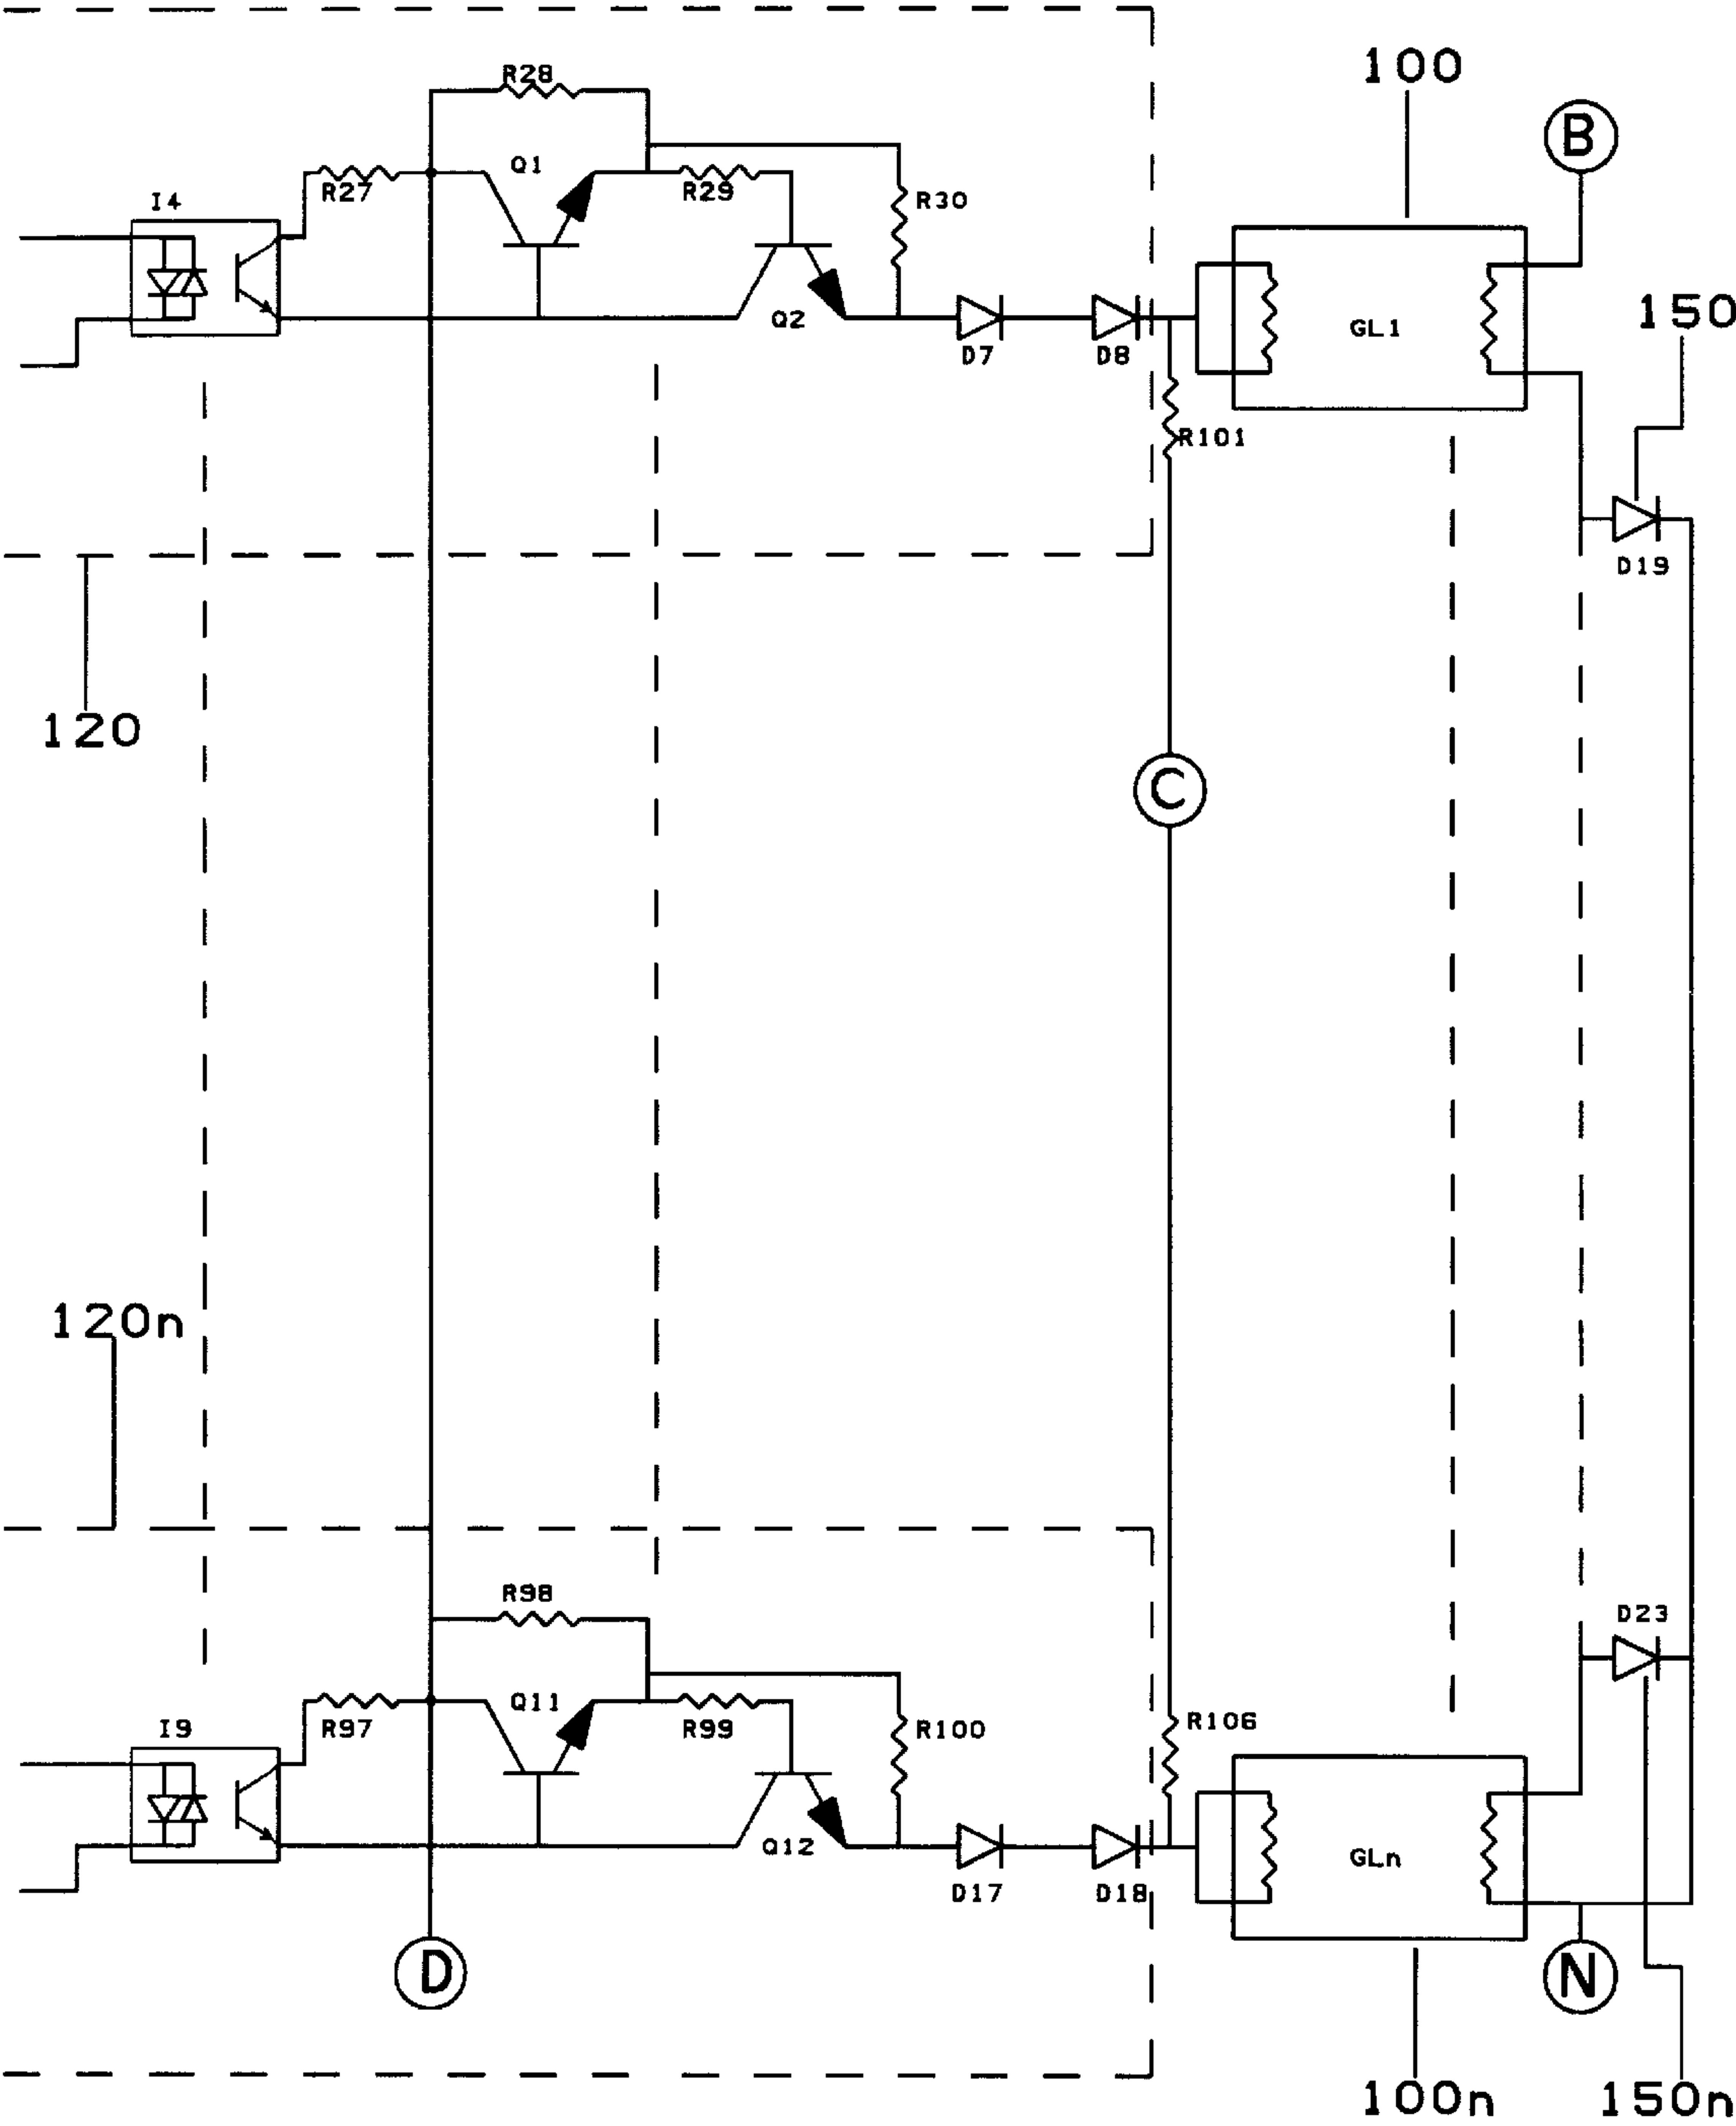 R28
100
B
Q1
I4
R27
R29
R30
150
Q2
GL1
D7
D8
R101
D19
120
C
120n
R98
D23
Q11
I9
R97
R99
R100
R106
Q12
GLn
D17
D18
D
N
100n
150n